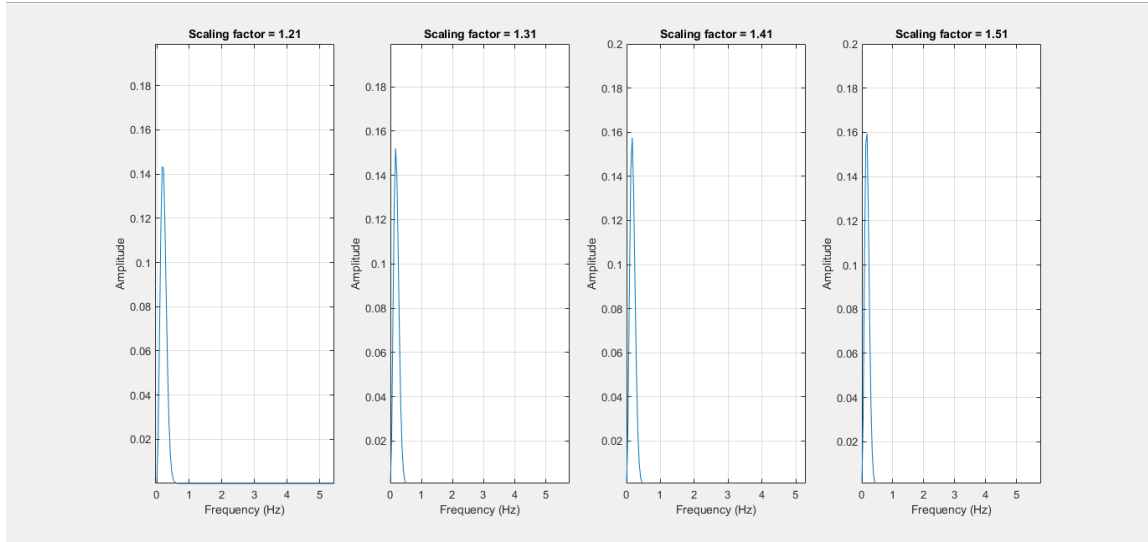 Scaling factor = 1.21
0.18
0.16
0.14
0.12
0.1
0.08
0.06
0.04
0.02
Amplitude
0 1 2 3 4 5
Frequency (Hz)
Scaling factor = 1.31
0.18
0.16
0.14
0.12
0.1
0.08
0.06
0.04
0.02
Amplitude
0 1 2 3 4 5
Frequency (Hz)
Scaling factor = 1.41
0.2
0.18
0.16
0.14
0.12
0.1
0.08
0.06
0.04
0.02
Amplitude
0 1 2 3 4 5
Frequency (Hz)
Scaling factor = 1.51
0.2
0.18
0.16
0.14
0.12
0.1
0.08
0.06
0.04
0.02
Amplitude
0 1 2 3 4 5
Frequency (Hz)